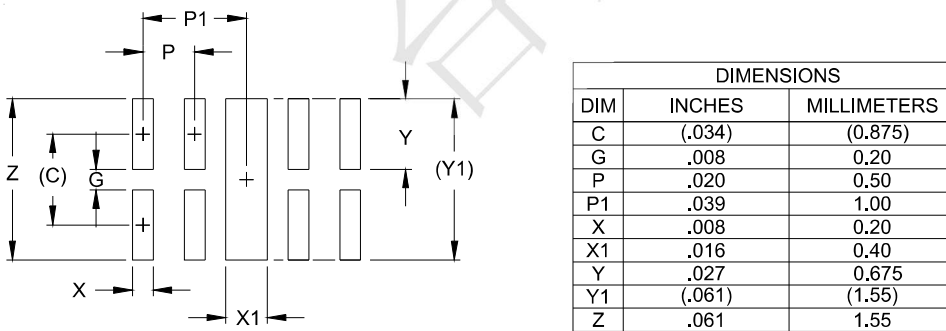 P1
P
Z
(C)
G
Y
(Y1)
X
X1
DIMENSIONS
DIM INCHES MILLIMETERS
C (.034) (0.875)
G .008 0.20
P .020 0.50
P1 .039 1.00
X .008 0.20
X1 .016 0.40
Y .027 0.675
Y1 (.061) (1.55)
Z .061 1.55